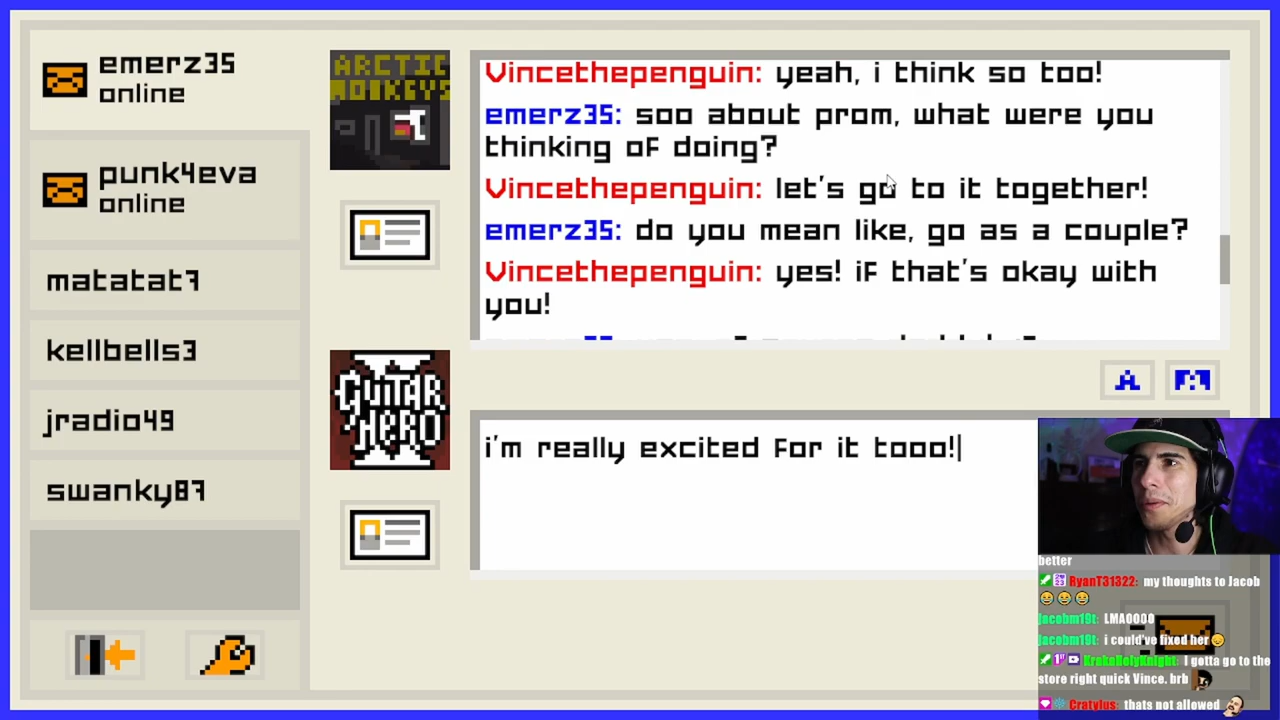 emerz35
online
punk4eva
online
matatat7
kellbells3
jradio49
swanky87
ARCTIC
MONKEYS
GUITAR
HERO
Vincethepenguin: yeah, i think so too!
emerz35: soo about prom, what were you
thinking of doing?
Vincethepenguin: let's go to it together!
emerz35: do you mean like, go as a couple?
Vincethepenguin: yes! if that's okay with
you!
A
i'm really excited for it tooo!
better
RyanT31322: my thoughts to Jacob
Jacobm19t: LMAOOOO
Jacobm19t: i could've fixed her
KrakaHolyKnight: I gotta go to the
store right quick Vince. brb
Cratylus: thats not allowed